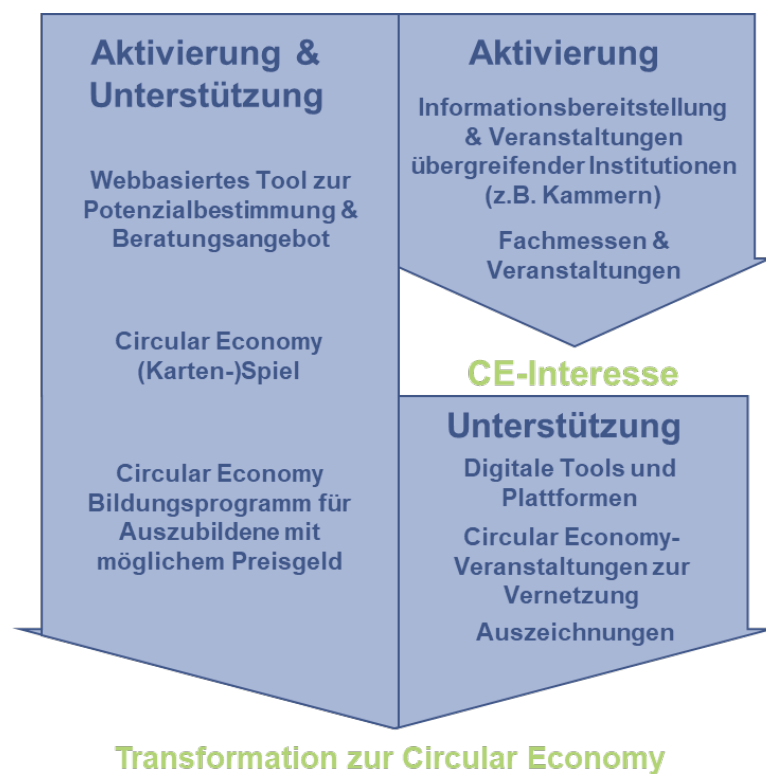 Aktivierung &
Unterstützung
Webbasiertes Tool zur
Potenzialbestimmung &
Beratungsangebot
Circular Economy
(Karten-)Spiel
Circular Economy
Bildungsprogramm für
Auszubildene mit
möglichem Preisgeld
Aktivierung
Informationsbereitstellung
& Veranstaltungen
übergreifender Institutionen
(z.B. Kammern)
Fachmessen &
Veranstaltungen
CE-Interesse
Unterstützung
Digitale Tools und
Plattformen
Circular Economy-
Veranstaltungen zur
Vernetzung
Auszeichnungen
Transformation zur Circular Economy